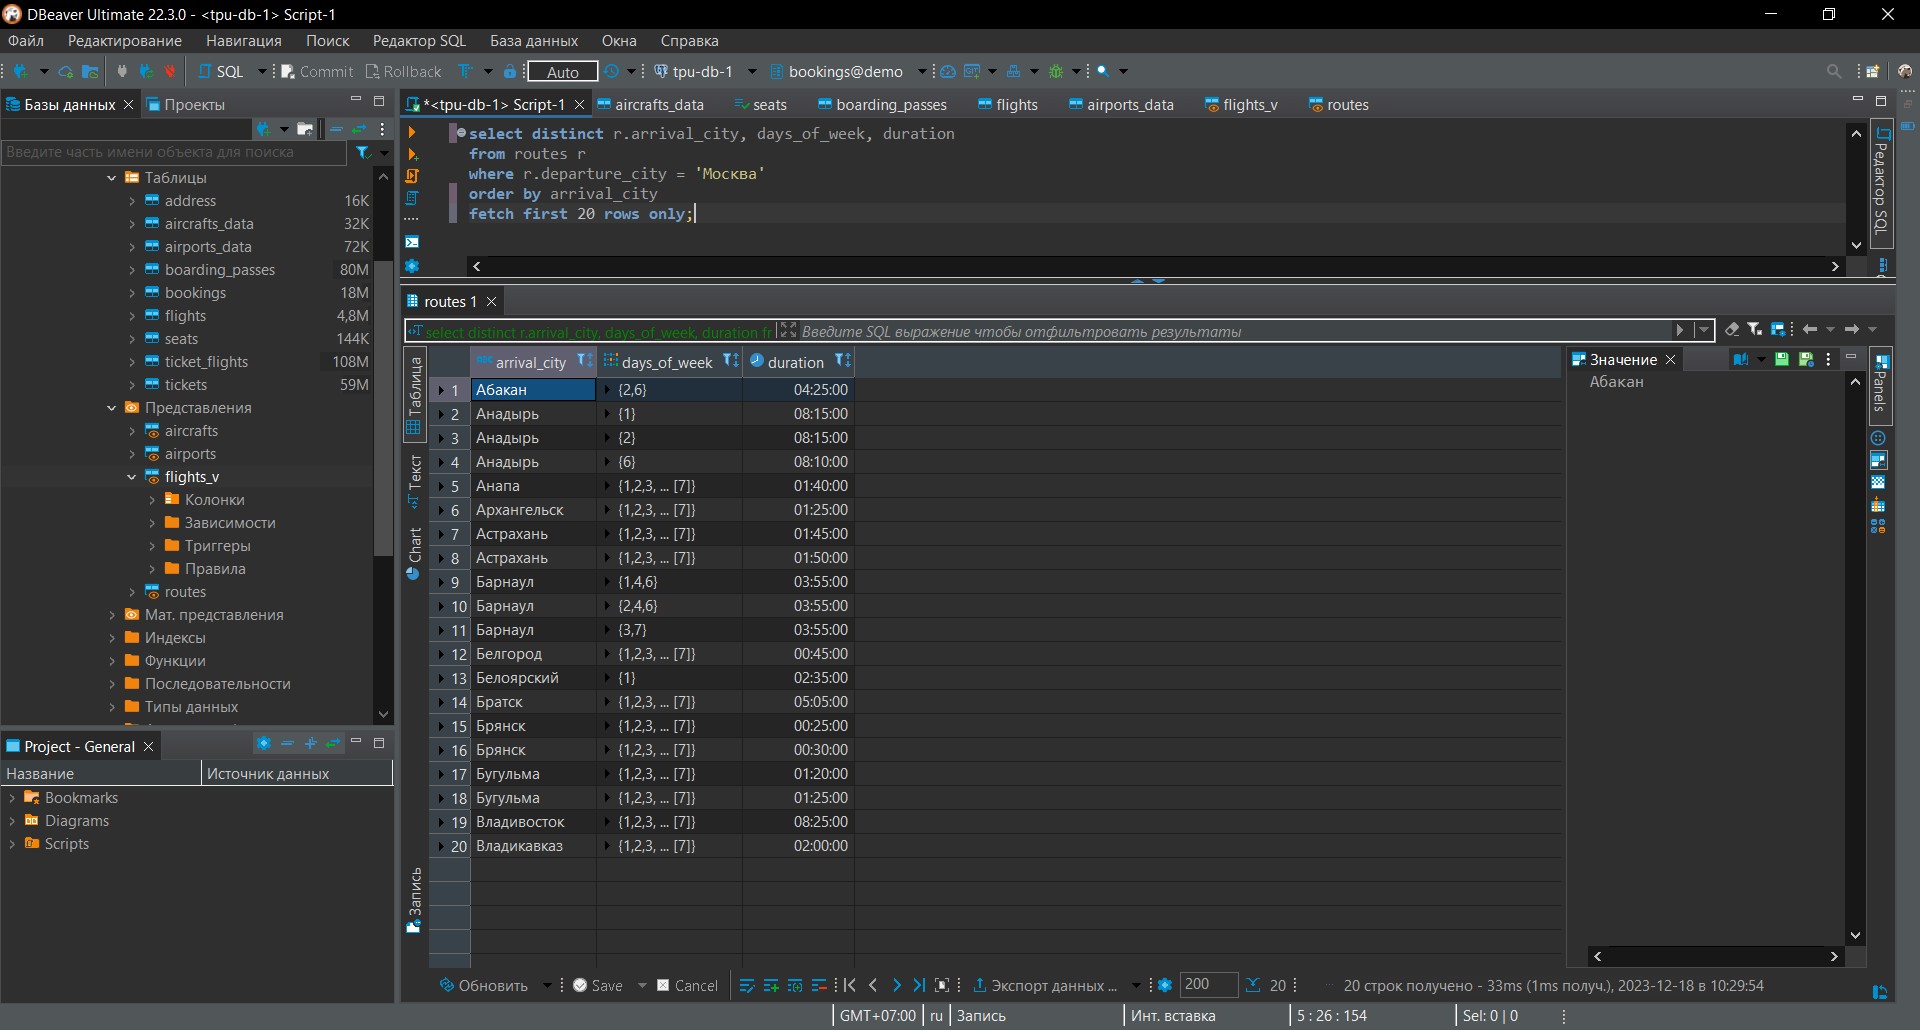 DBeaver Ultimate 22.3.0 - <tpu-db-1> Script-1
Файл Редактирование Навигация Поиск Редактор SQL База данных Окна Справка
SQL Commit Rollback Auto tpu-db-1 bookings@demo
Базы данных Проекты
Введите часть имени объекта для поиска
Таблицы
address 16K
aircrafts_data 32K
airports_data 72K
boarding_passes 80M
bookings 18M
flights 4,8M
seats 144K
ticket_flights 108M
tickets 59M
Представления
aircrafts
airports
flights_v
Колонки
Зависимости
Триггеры
Правила
routes
Мат. представления
Индексы
Функции
Последовательности
Типы данных
Project - General
Название Источник данных
Bookmarks
Diagrams
Scripts
*<tpu-db-1> Script-1 aircrafts_data seats boarding_passes flights airports_data flights_v routes
select distinct r.arrival_city, days_of_week, duration
from routes r
where r.departure_city = 'Москва'
order by arrival_city
fetch first 20 rows only;
Редактор SQL
routes 1
select distinct r.arrival_city, days_of_week, duration fr Введите SQL выражение чтобы отфильтровать результаты
Таблица
Текст
Chart
Запись
arrival_city days_of_week duration
1 Абакан {2,6} 04:25:00
2 Анадырь {1} 08:15:00
3 Анадырь {2} 08:15:00
4 Анадырь {6} 08:10:00
5 Анапа {1,2,3, ... [7]} 01:40:00
6 Архангельск {1,2,3, ... [7]} 01:25:00
7 Астрахань {1,2,3, ... [7]} 01:45:00
8 Астрахань {1,2,3, ... [7]} 01:50:00
9 Барнаул {1,4,6} 03:55:00
10 Барнаул {2,4,6} 03:55:00
11 Барнаул {3,7} 03:55:00
12 Белгород {1,2,3, ... [7]} 00:45:00
13 Белоярский {1} 02:35:00
14 Братск {1,2,3, ... [7]} 05:05:00
15 Брянск {1,2,3, ... [7]} 00:25:00
16 Брянск {1,2,3, ... [7]} 00:30:00
17 Бугульма {1,2,3, ... [7]} 01:20:00
18 Бугульма {1,2,3, ... [7]} 01:25:00
19 Владивосток {1,2,3, ... [7]} 08:25:00
20 Владикавказ {1,2,3, ... [7]} 02:00:00
Значение
Абакан
Panels
Обновить Save Cancel Экспорт данных ... 200 20 20 строк получено - 33ms (1ms получ.), 2023-12-18 в 10:29:54
GMT+07:00 ru Запись Инт. вставка 5 : 26 : 154 Sel: 0 | 0